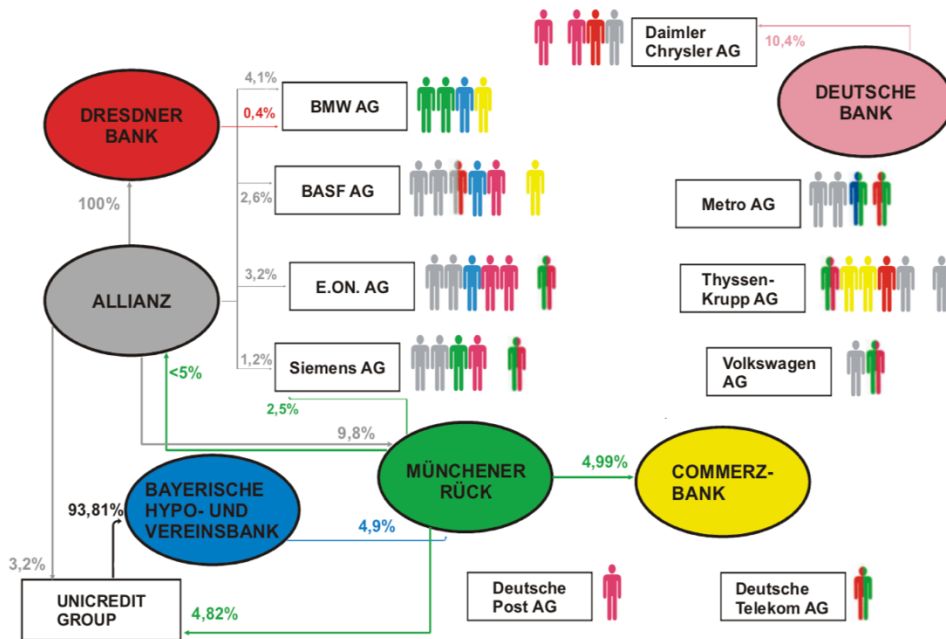 Daimler
Chrysler AG
10,4%
4,1%
BMW AG
DEUTSCHE
BANK
DRESDNER
BANK
0,4%
BASF AG
2,6%
100%
Metro AG
3,2%
E.ON. AG
Thyssen-
Krupp AG
ALLIANZ
1,2%
Siemens AG
Volkswagen
AG
<5%
2,5%
9,8%
MÜNCHENER
RÜCK
4,99%
COMMERZ-
BANK
BAYERISCHE
HYPO- UND
VEREINSBANK
93,81%
4,9%
3,2%
Deutsche
Post AG
Deutsche
Telekom AG
UNICREDIT
GROUP
4,82%